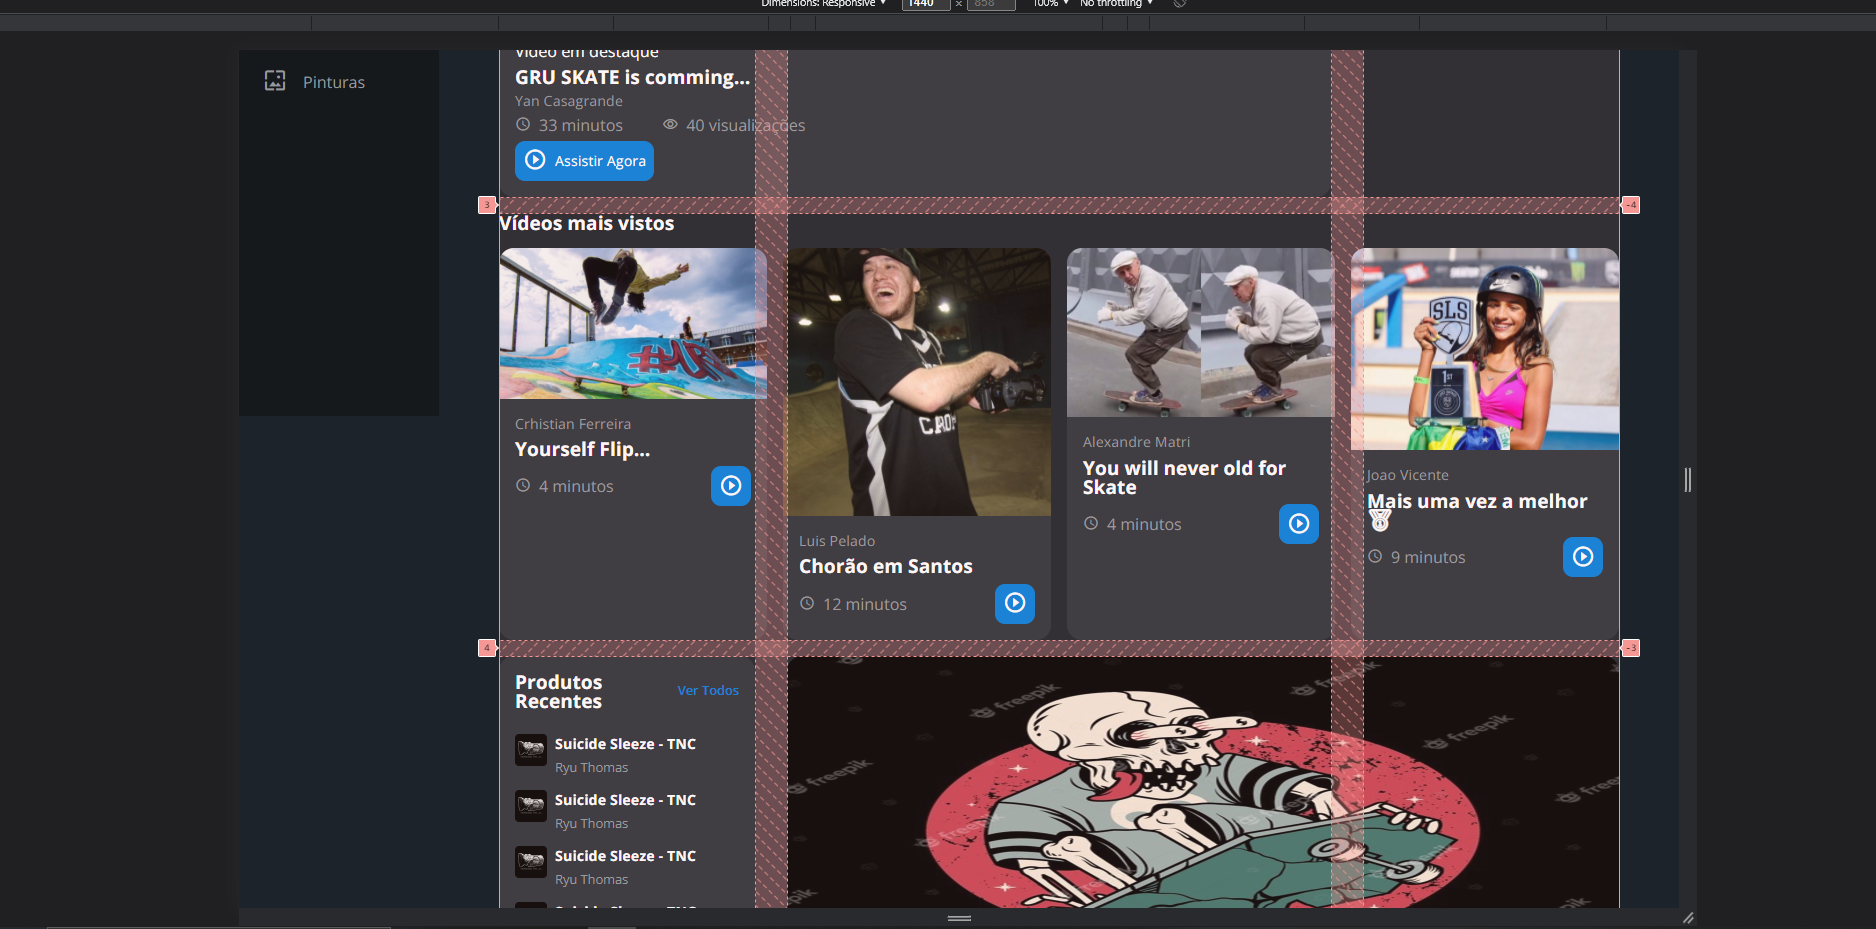 Dimensions: Responsive
1440 × 858
100%
No throttling
Pinturas
Vídeo em destaque
GRU SKATE is comming...
Yan Casagrande
33 minutos
40 visualizações
Assistir Agora
3
-4
Vídeos mais vistos
#
SLS
1ST
CADI
Crhistian Ferreira
Yourself Flip...
4 minutos
Luis Pelado
Chorão em Santos
12 minutos
Alexandre Matri
You will never old for
Skate
4 minutos
Joao Vicente
Mais uma vez a melhor
9 minutos
4
-3
Produtos
Recentes
Ver Todos
Suicide Sleeze - TNC
Ryu Thomas
Suicide Sleeze - TNC
Ryu Thomas
Suicide Sleeze - TNC
Ryu Thomas
freepik
freepik
freepik
freepik
freepik
freepik